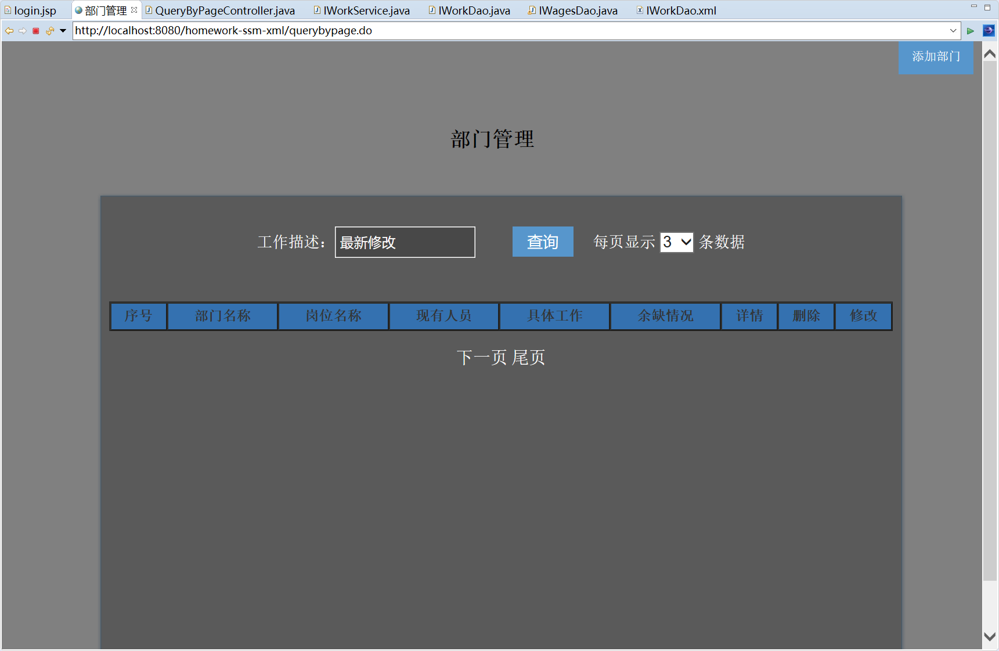 login.jsp 部门管理 QueryByPageController.java IWorkService.java IWorkDao.java IWagesDao.java IWorkDao.xml
http://localhost:8080/homework-ssm-xml/querybypage.do
添加部门
部门管理
工作描述： 最新修改 查询 每页显示 3 条数据
序号 部门名称 岗位名称 现有人员 具体工作 余缺情况 详情 删除 修改
下一页 尾页